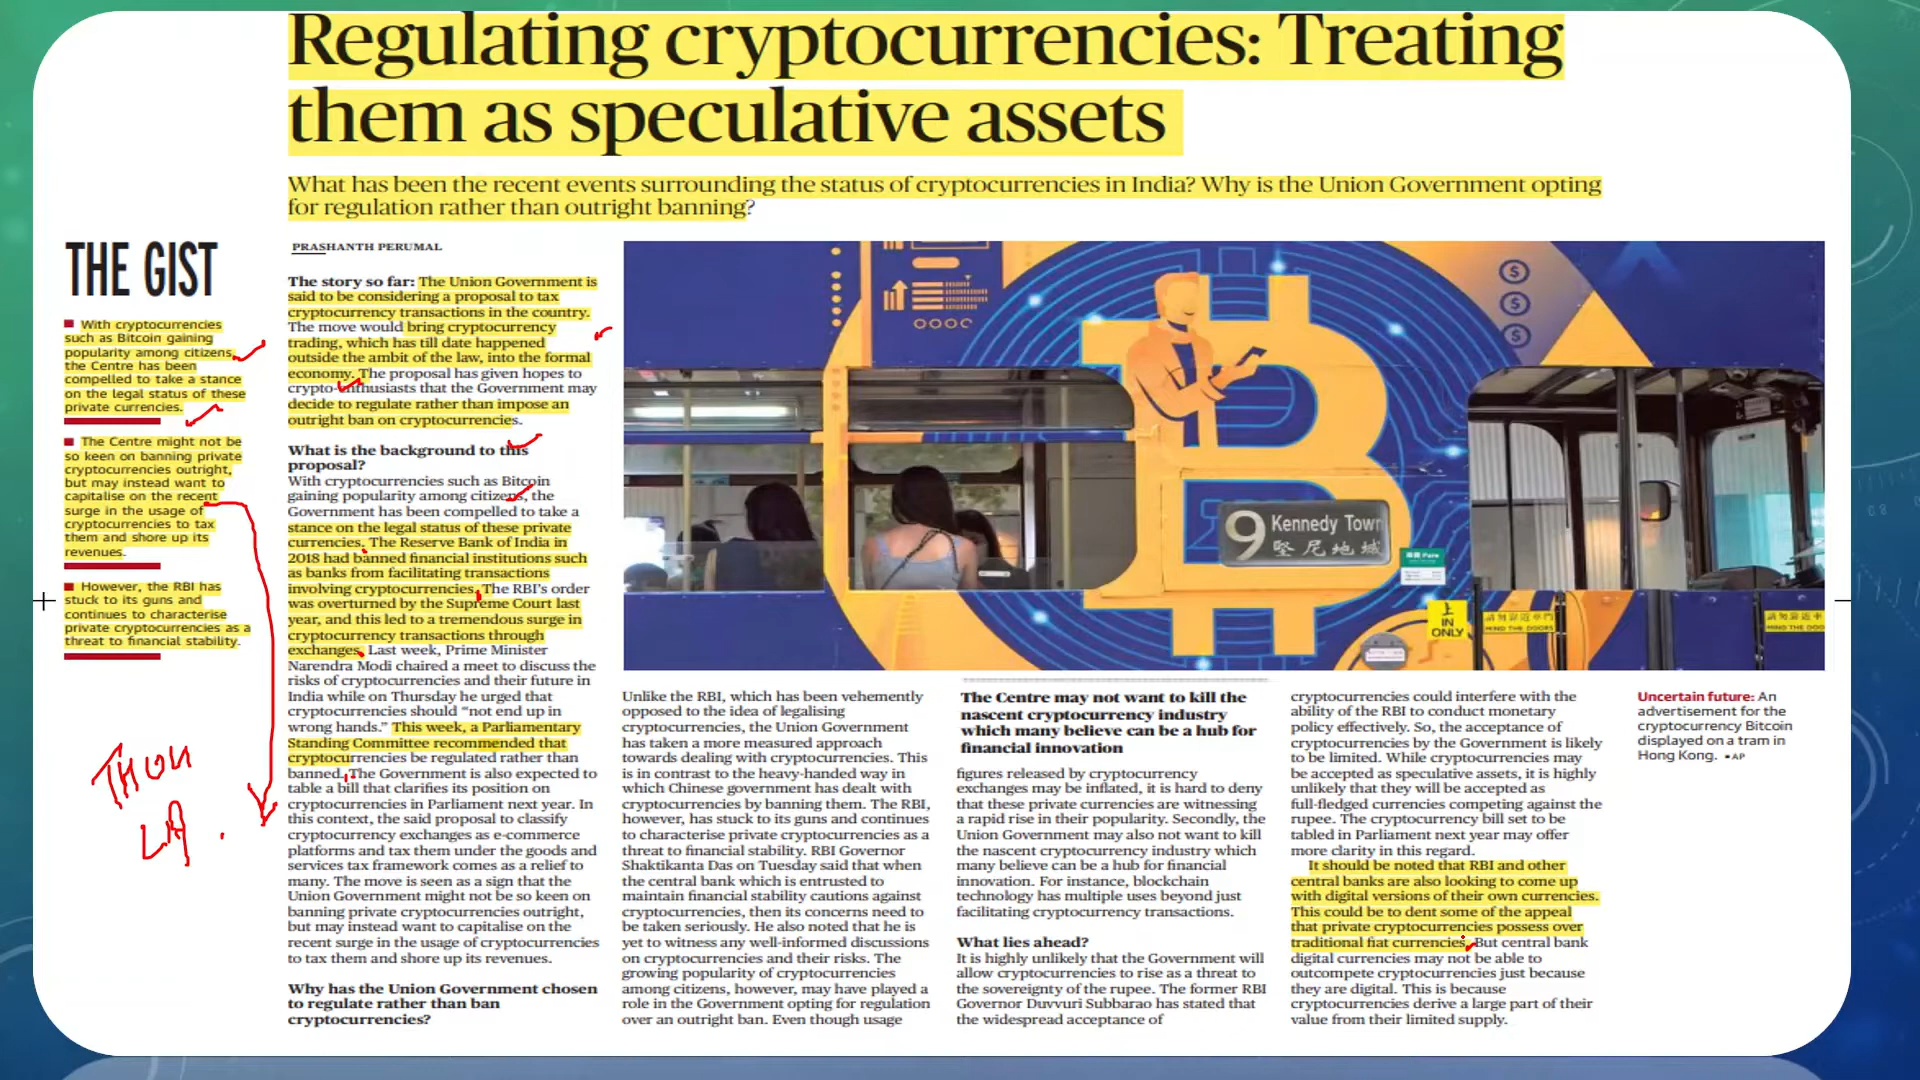 Regulating cryptocurrencies: Treating
them as speculative assets
What has been the recent events surrounding the status of cryptocurrencies in India? Why is the Union Government opting
for regulation rather than outright banning?
THE GIST
With cryptocurrencies
such as Bitcoin gaining
popularity among citizens,
the Centre has been
compelled to take a stance
on the legal status of these
private currencies.
The Centre might not be
so keen on banning private
cryptocurrencies outright,
but may instead want to
capitalise on the recent
surge in the usage of
cryptocurrencies to tax
them and shore up its
revenues.
However, the RBI has
stuck to its guns and
continues to characterise
private cryptocurrencies as a
threat to financial stability.
PRASHANTH PERUMAL
The story so far: The Union Government is
said to be considering a proposal to tax
cryptocurrency transactions in the country.
The move would bring cryptocurrency
trading, which has till date happened
outside the ambit of the law, into the formal
economy. The proposal has given hopes to
crypto-enthusiasts that the Government may
decide to regulate rather than impose an
outright ban on cryptocurrencies.
What is the background to this
proposal?
With cryptocurrencies such as Bitcoin
gaining popularity among citizens, the
Government has been compelled to take a
stance on the legal status of these private
currencies. The Reserve Bank of India in
2018 had banned financial institutions such
as banks from facilitating transactions
involving cryptocurrencies. The RBI's order
was overturned by the Supreme Court last
year, and this led to a tremendous surge in
cryptocurrency transactions through
exchanges. Last week, Prime Minister
Narendra Modi chaired a meet to discuss the
risks of cryptocurrencies and their future in
India while on Thursday he urged that
cryptocurrencies should "not end up in
wrong hands." This week, a Parliamentary
Standing Committee recommended that
cryptocurrencies be regulated rather than
banned. The Government is also expected to
table a bill that clarifies its position on
cryptocurrencies in Parliament next year. In
this context, the said proposal to classify
cryptocurrency exchanges as e-commerce
platforms and tax them under the goods and
services tax framework comes as a relief to
many. The move is seen as a sign that the
Union Government might not be so keen on
banning private cryptocurrencies outright,
but may instead want to capitalise on the
recent surge in the usage of cryptocurrencies
to tax them and shore up its revenues.
Why has the Union Government chosen
to regulate rather than ban
cryptocurrencies?
Unlike the RBI, which has been vehemently
opposed to the idea of legalising
cryptocurrencies, the Union Government
has taken a more measured approach
towards dealing with cryptocurrencies. This
is in contrast to the heavy-handed way in
which Chinese government has dealt with
cryptocurrencies by banning them. The RBI,
however, has stuck to its guns and continues
to characterise private cryptocurrencies as a
threat to financial stability. RBI Governor
Shaktikanta Das on Tuesday said that when
the central bank which is entrusted to
maintain financial stability cautions against
cryptocurrencies, then its concerns need to
be taken seriously. He also noted that he is
yet to witness any well-informed discussions
on cryptocurrencies and their risks. The
growing popularity of cryptocurrencies
among citizens, however, may have played a
role in the Government opting for regulation
over an outright ban. Even though usage
The Centre may not want to kill the
nascent cryptocurrency industry
which many believe can be a hub for
financial innovation
figures released by cryptocurrency
exchanges may be inflated, it is hard to deny
that these private currencies are witnessing
a rapid rise in their popularity. Secondly, the
Union Government may also not want to kill
the nascent cryptocurrency industry which
many believe can be a hub for financial
innovation. For instance, blockchain
technology has multiple uses beyond just
facilitating cryptocurrency transactions.
What lies ahead?
It is highly unlikely that the Government will
allow cryptocurrencies to rise as a threat to
the sovereignty of the rupee. The former RBI
Governor Duvvuri Subbarao has stated that
the widespread acceptance of
cryptocurrencies could interfere with the
ability of the RBI to conduct monetary
policy effectively. So, the acceptance of
cryptocurrencies by the Government is likely
to be limited. While cryptocurrencies may
be accepted as speculative assets, it is highly
unlikely that they will be accepted as
full-fledged currencies competing against the
rupee. The cryptocurrency bill set to be
tabled in Parliament next year may offer
more clarity in this regard.
It should be noted that RBI and other
central banks are also looking to come up
with digital versions of their own currencies.
This could be to dent some of the appeal
that private cryptocurrencies possess over
traditional fiat currencies. But central bank
digital currencies may not be able to
outcompete cryptocurrencies just because
they are digital. This is because
cryptocurrencies derive a large part of their
value from their limited supply.
Uncertain future: An
advertisement for the
cryptocurrency Bitcoin
displayed on a tram in
Hong Kong. • AP
9 Kennedy Town
堅尼地城
上
IN
ONLY
MIND THE DOORS